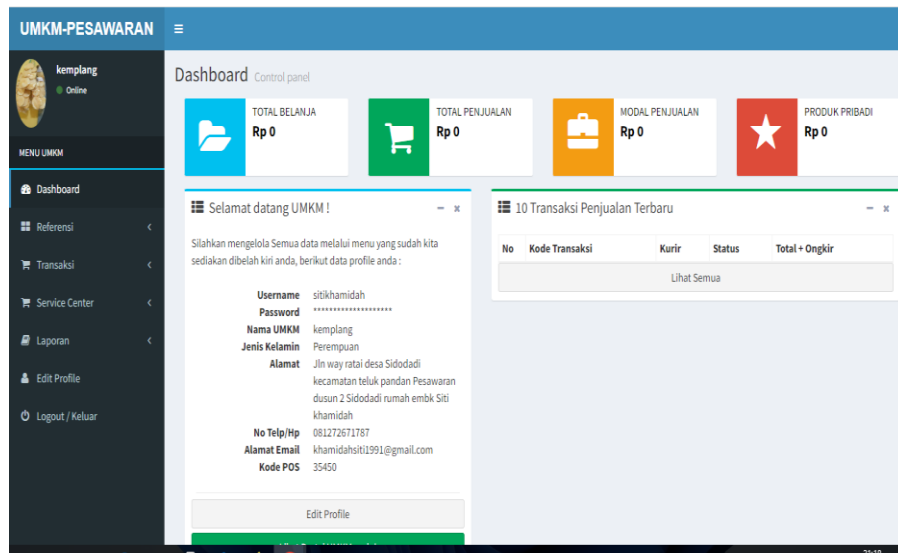 UMKM-PESAWARAN
kemplang
Online
MENU UMKM
Dashboard
Referensi
Transaksi
Service Center
Laporan
Edit Profile
Logout / Keluar
Dashboard Control panel
TOTAL BELANJA
Rp 0
TOTAL PENJUALAN
Rp 0
MODAL PENJUALAN
Rp 0
PRODUK PRIBADI
Rp 0
Selamat datang UMKM !
Silahkan mengelola Semua data melalui menu yang sudah kita
sediakan dibelah kiri anda, berikut data profile anda :
Username sitikhamidah
Password ********************
Nama UMKM kemplang
Jenis Kelamin Perempuan
Alamat Jln way ratai desa Sidodadi
kecamatan teluk pandan Pesawaran
dusun 2 Sidodadi rumah embk Siti
khamidah
No Telp/Hp 081272671787
Alamat Email khamidahsiti1991@gmail.com
Kode POS 35450
Edit Profile
10 Transaksi Penjualan Terbaru
No Kode Transaksi Kurir Status Total + Ongkir
Lihat Semua